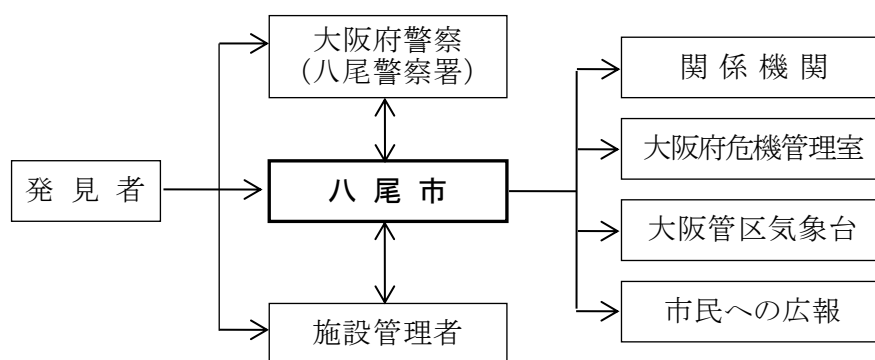 大阪府警察
(八尾警察署)
関係機関
大阪府危機管理室
発見者
八尾市
大阪管区気象台
施設管理者
市民への広報